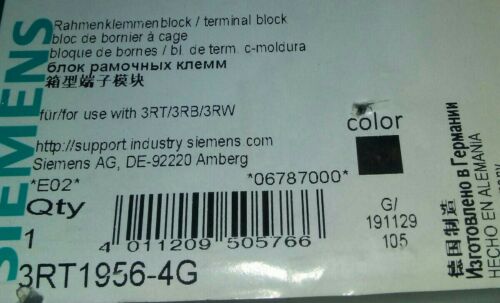 SIEMENS
Rahmenklemmenblock / terminal block
bloc de bornier à cage
bloque de bornes / bl. de term. c-moldura
блок рамочных клемм
箱型端子模块
für/for use with 3RT/3RB/3RW
color
http://support.industry.siemens.com
Siemens AG, DE-92220 Amberg
*E02*
*06787000*
Qty
1
G/
191129
105
4 011209 505766
3RT1956-4G
德国制造
HECHO EN ALEMANIA
Изготовлено в Германии